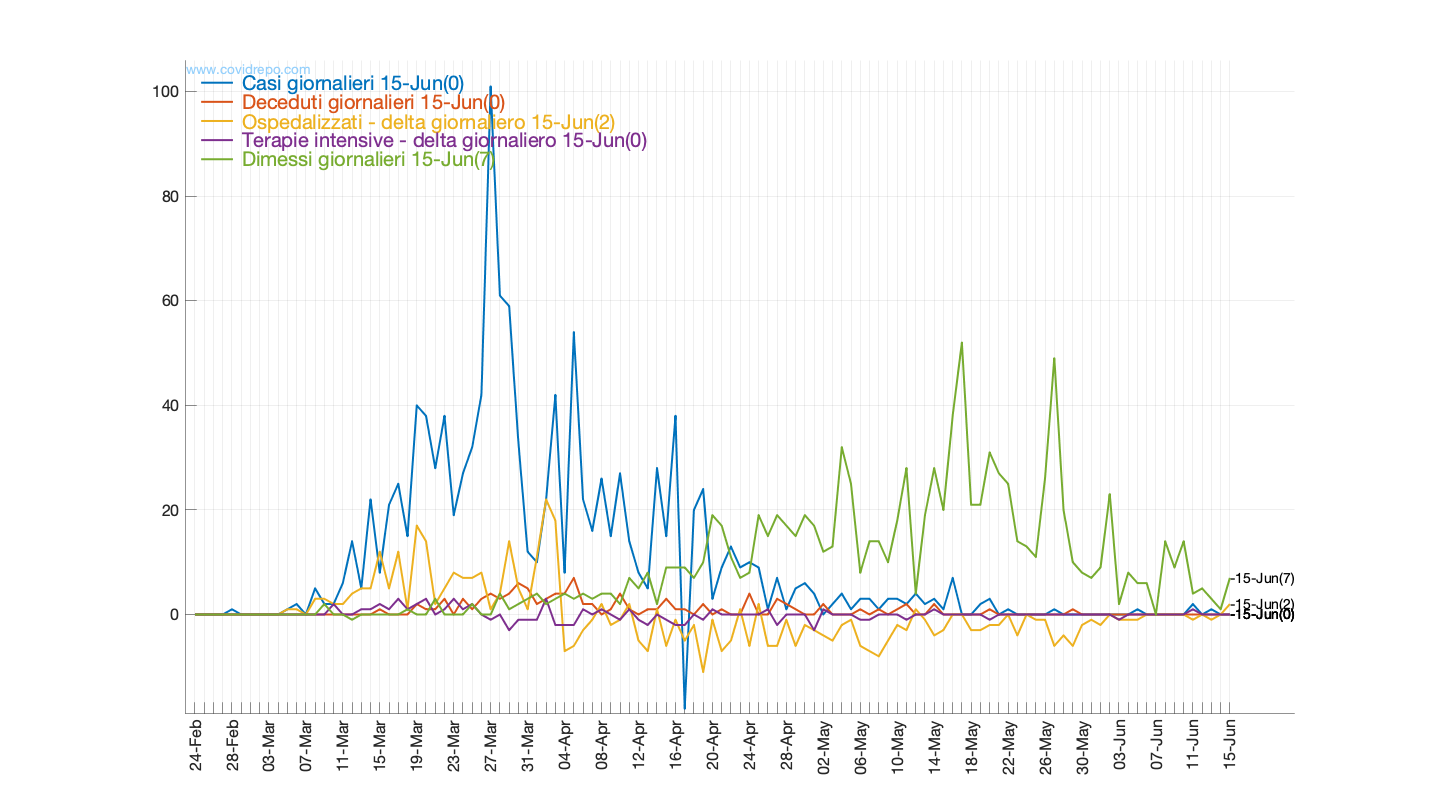 www.covidrepo.com
Casi giornalieri 15-Jun(0)
Deceduti giornalieri 15-Jun(0)
Ospedalizzati - delta giornaliero 15-Jun(2)
Terapie intensive - delta giornaliero 15-Jun(0)
Dimessi giornalieri 15-Jun(7)
100
80
60
40
20
0
15-Jun(7)
15-Jun(2)
15-Jun(0)
24-Feb
28-Feb
03-Mar
07-Mar
11-Mar
15-Mar
19-Mar
23-Mar
27-Mar
31-Mar
04-Apr
08-Apr
12-Apr
16-Apr
20-Apr
24-Apr
28-Apr
02-May
06-May
10-May
14-May
18-May
22-May
26-May
30-May
03-Jun
07-Jun
11-Jun
15-Jun